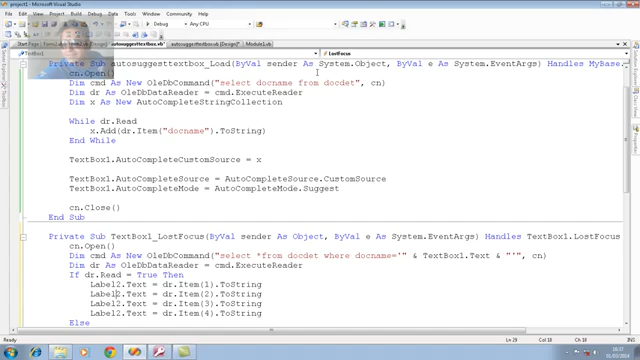 project1 - Microsoft Visual Studio
File Edit View
Data Tools Test Window Community Help
Start Page
autosuggesttextbox.vb*
autosuggesttextbox.vb [Design]*
Module1.vb
TextBox1
LostFocus
Private Sub autosuggesttextbox_Load(ByVal sender As System.Object, ByVal e As System.EventArgs) Handles MyBase.
cn.Open()
Dim cmd As New OleDbCommand("select docname from docdet", cn)
Dim dr As OleDbDataReader = cmd.ExecuteReader
Dim x As New AutoCompleteStringCollection
While dr.Read
x.Add(dr.Item("docname").ToString)
End While
TextBox1.AutoCompleteCustomSource = x
TextBox1.AutoCompleteSource = AutoCompleteSource.CustomSource
TextBox1.AutoCompleteMode = AutoCompleteMode.Suggest
cn.Close()
End Sub
Private Sub TextBox1_LostFocus(ByVal sender As Object, ByVal e As System.EventArgs) Handles TextBox1.LostFocus
cn.Open()
Dim cmd As New OleDbCommand("select *from docdet where docname='" & TextBox1.Text & "'", cn)
Dim dr As OleDbDataReader = cmd.ExecuteReader
If dr.Read = True Then
Label2.Text = dr.Item(1).ToString
Label2.Text = dr.Item(2).ToString
Label2.Text = dr.Item(3).ToString
Label2.Text = dr.Item(4).ToString
Else
Ready
Ln 29
Col 18
Ch 18
INS